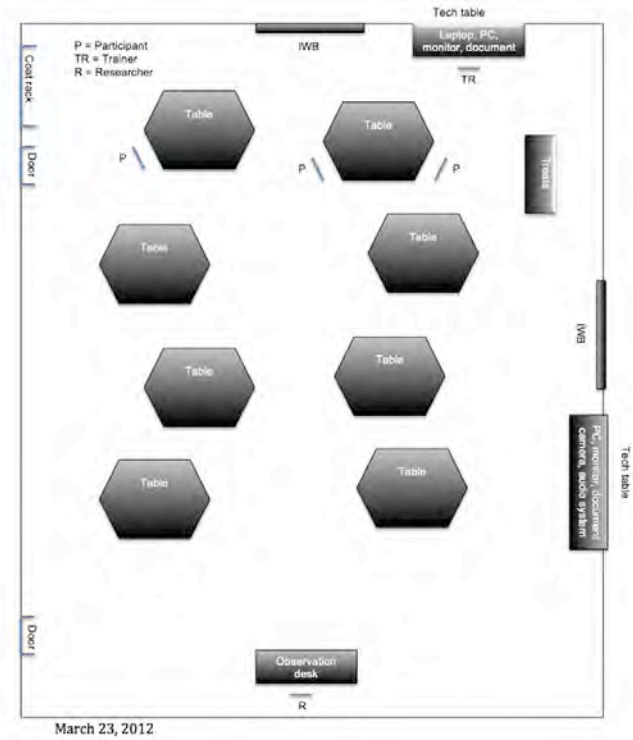 Tech table
P = Participant
TR = Trainer
R = Researcher
IWB
Laptop, PC,
monitor, document
TR
Coat rack
Table
Table
Door
P
P
P
Treats
Table
Table
IWB
Table
Table
PC, monitor, document
camera, audio system
Tech table
Table
Table
Door
Observation
desk
R
March 23, 2012